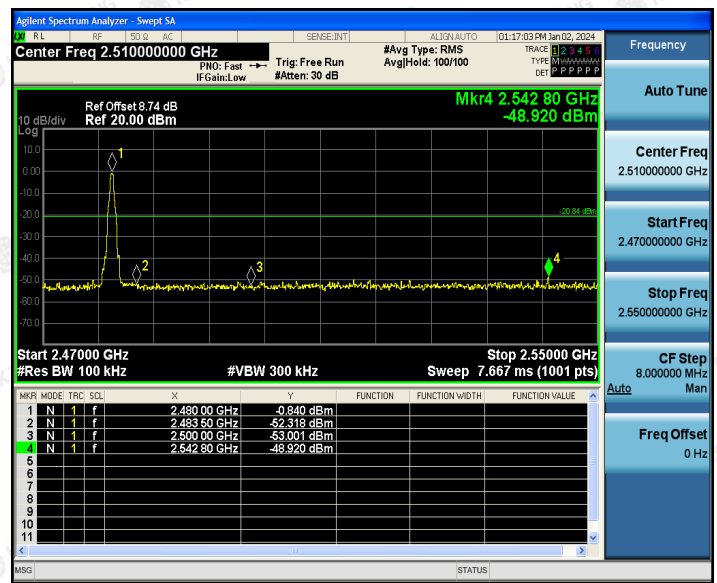 Agilent Spectrum Analyzer - Swept SA
LXI RL RF 50 Ω AC SENSE:INT ALIGN AUTO 01:17:03 PM Jan 02, 2024
Center Freq 2.510000000 GHz
PNO: Fast
IFGain:Low
Trig: Free Run
#Atten: 30 dB
#Avg Type: RMS
Avg|Hold: 100/100
TRACE 1 2 3 4 5 6
TYPE MWWWWW
DET P P P P P P
Mkr4 2.542 80 GHz
-48.920 dBm
Ref Offset 8.74 dB
10 dB/div Ref 20.00 dBm
Log
10.0
0.00
-10.0
-20.0
-30.0
-40.0
-50.0
-60.0
-70.0
1
2
3
4
-20.84 dBm
Start 2.47000 GHz Stop 2.55000 GHz
#Res BW 100 kHz #VBW 300 kHz Sweep 7.667 ms (1001 pts)
MKR MODE TRC SCL X Y FUNCTION FUNCTION WIDTH FUNCTION VALUE
1 N 1 f 2.480 00 GHz -0.840 dBm
2 N 1 f 2.483 50 GHz -52.318 dBm
3 N 1 f 2.500 00 GHz -53.001 dBm
4 N 1 f 2.542 80 GHz -48.920 dBm
5
6
7
8
9
10
11
MSG STATUS
Frequency
Auto Tune
Center Freq
2.510000000 GHz
Start Freq
2.470000000 GHz
Stop Freq
2.550000000 GHz
CF Step
8.000000 MHz
Auto Man
Freq Offset
0 Hz